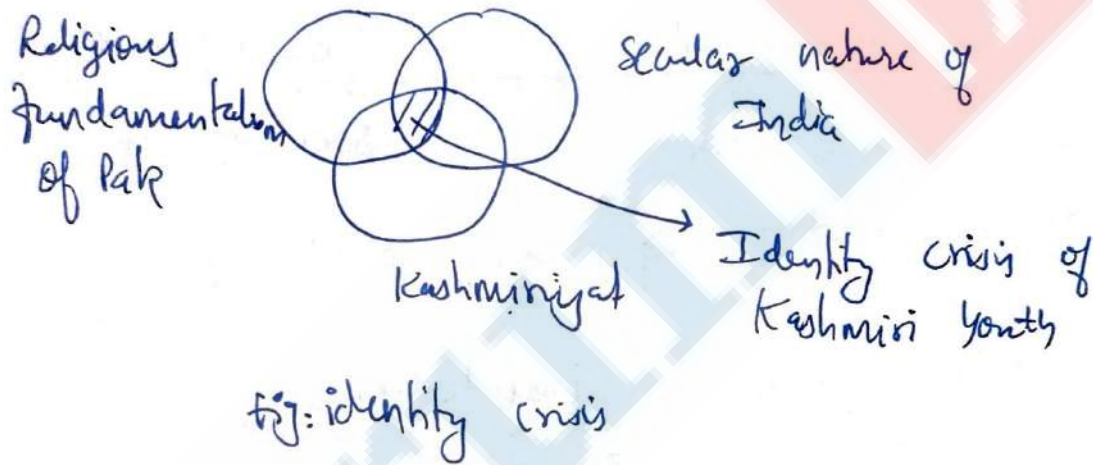 Religious
fundamentalism
of Pak
secular nature of
India
Kashmiriyat
Identity crisis of
Kashmiri youth
fig: identity crisis